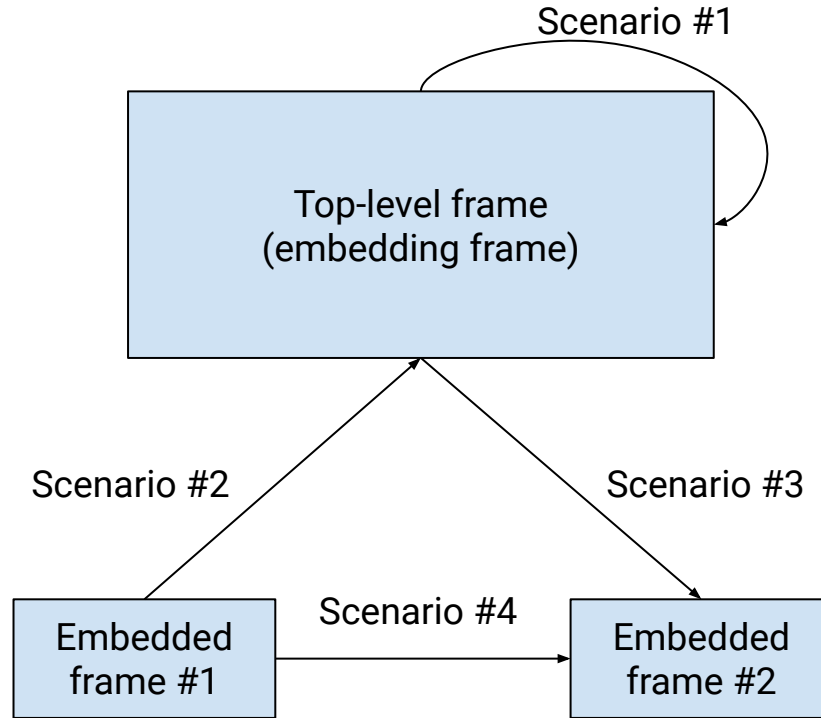 Scenario #1
Top-level frame
(embedding frame)
Scenario #2
Scenario #3
Scenario #4
Embedded
frame #1
Embedded
frame #2